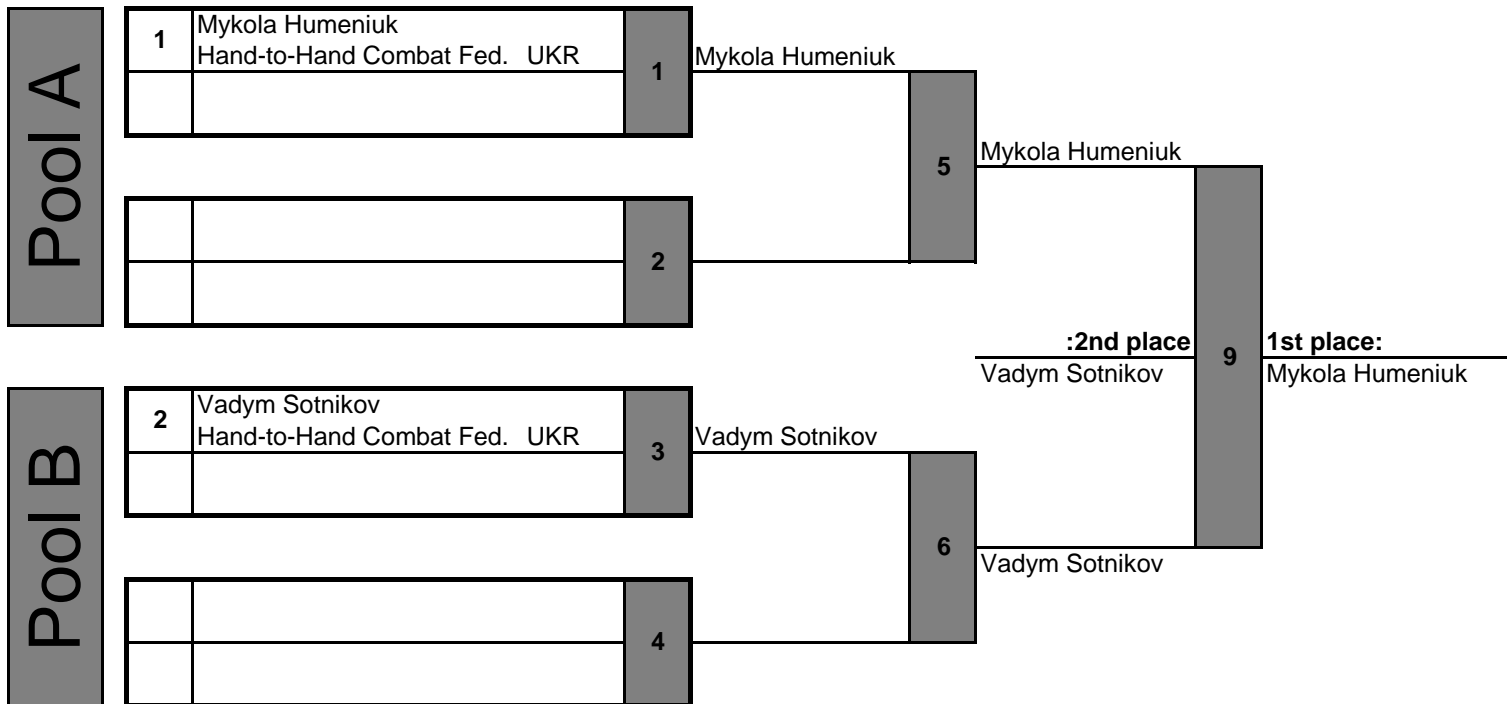 Pool A
1
Mykola Humeniuk
Hand-to-Hand Combat Fed. UKR
1
Mykola Humeniuk
5
Mykola Humeniuk
2
:2nd place
Vadym Sotnikov
9
1st place:
Mykola Humeniuk
Pool B
2
Vadym Sotnikov
Hand-to-Hand Combat Fed. UKR
3
Vadym Sotnikov
6
Vadym Sotnikov
4